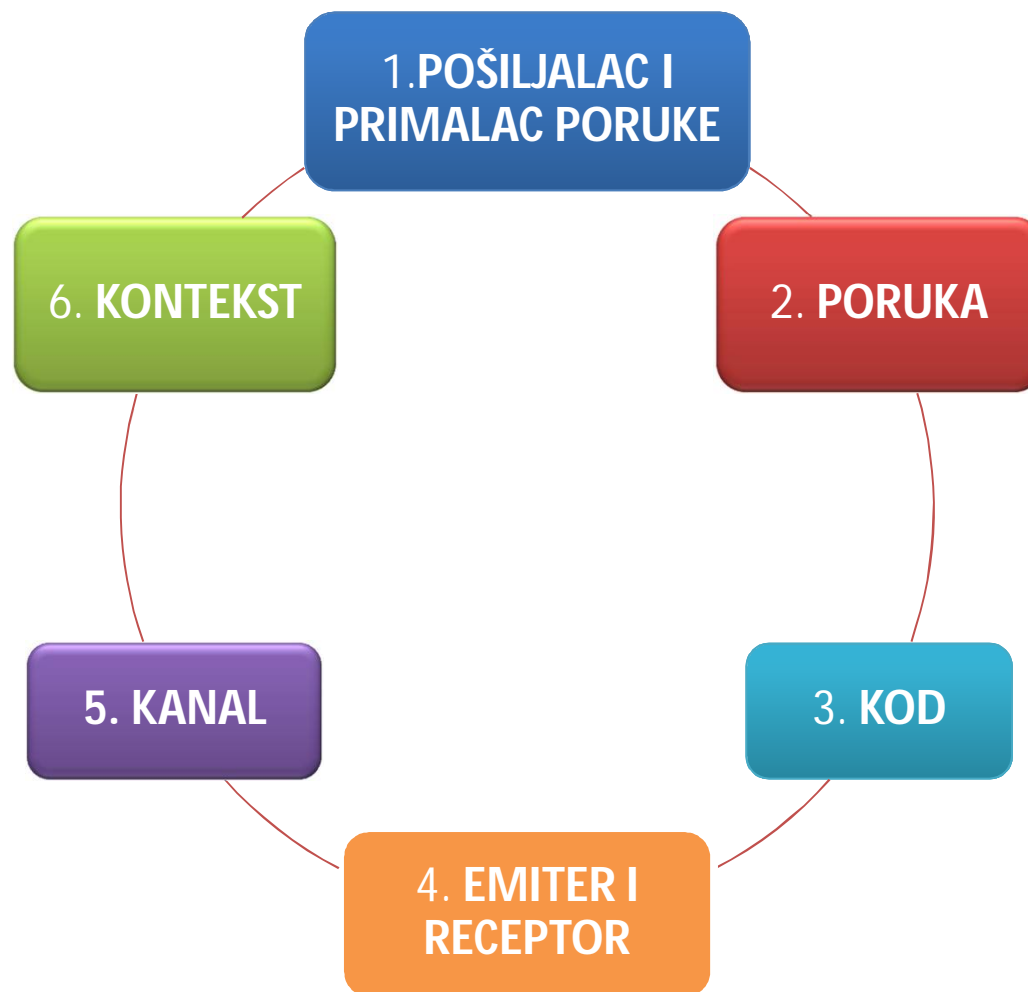 1.POŠILJALAC I
PRIMALAC PORUKE
2. PORUKA
3. KOD
4. EMITER I
RECEPTOR
5. KANAL
6. KONTEKST